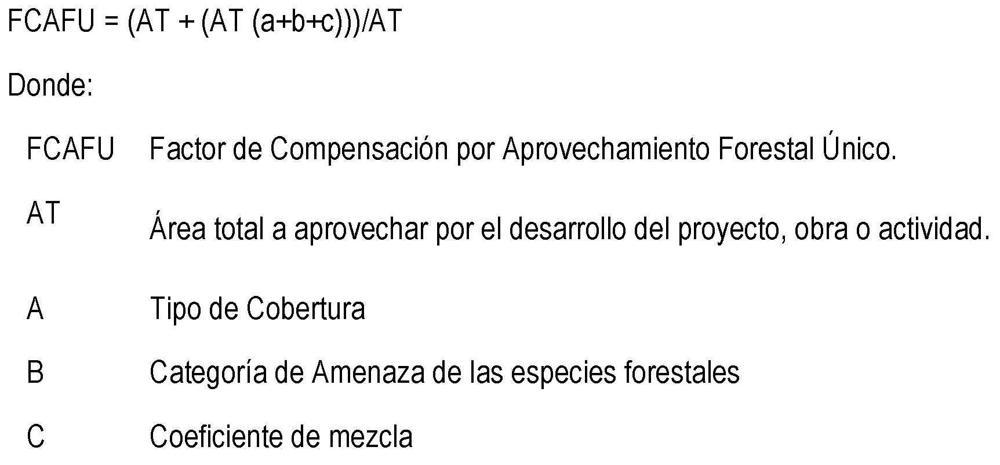 FCAFU = (AT + (AT (a+b+c)))/AT
Donde:
FCAFU Factor de Compensación por Aprovechamiento Forestal Único.
AT Área total a aprovechar por el desarrollo del proyecto, obra o actividad.
A Tipo de Cobertura
B Categoría de Amenaza de las especies forestales
C Coeficiente de mezcla